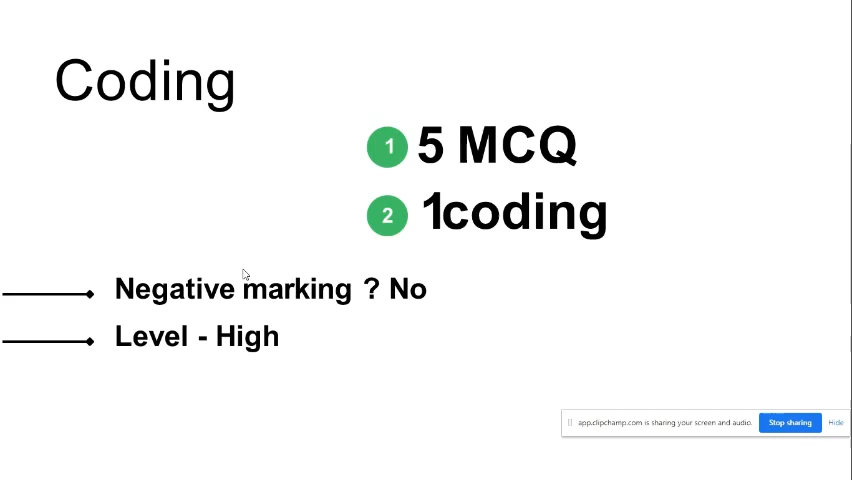 Coding
1 5 MCQ
2 1coding
Negative marking ? No
Level - High
app.clipchamp.com is sharing your screen and audio. Stop sharing Hide